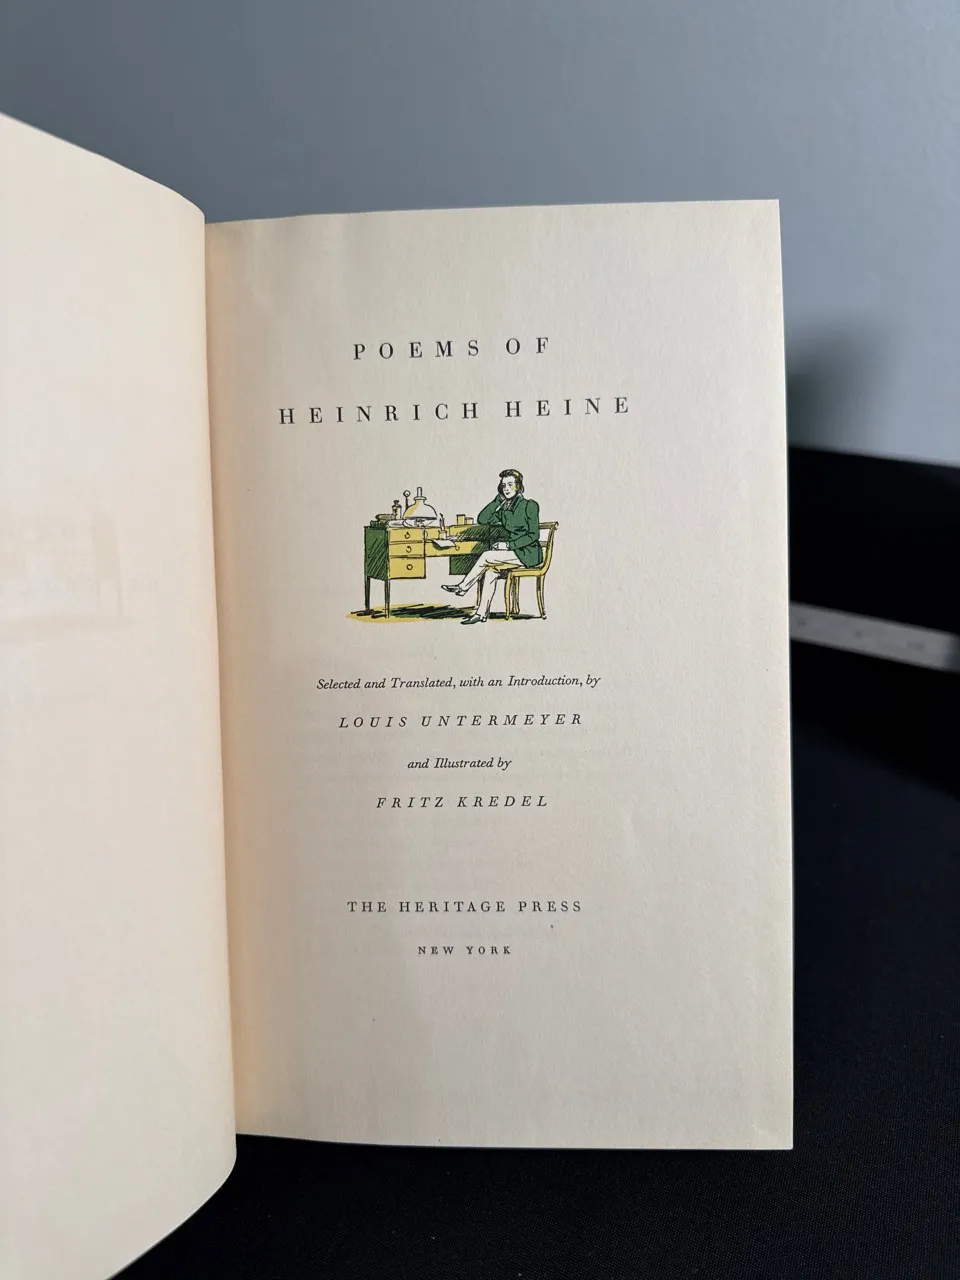 POEMS OF
HEINRICH HEINE
Selected and Translated, with an Introduction, by
LOUIS UNTERMEYER
and Illustrated by
FRITZ KREDEL
THE HERITAGE PRESS
NEW YORK